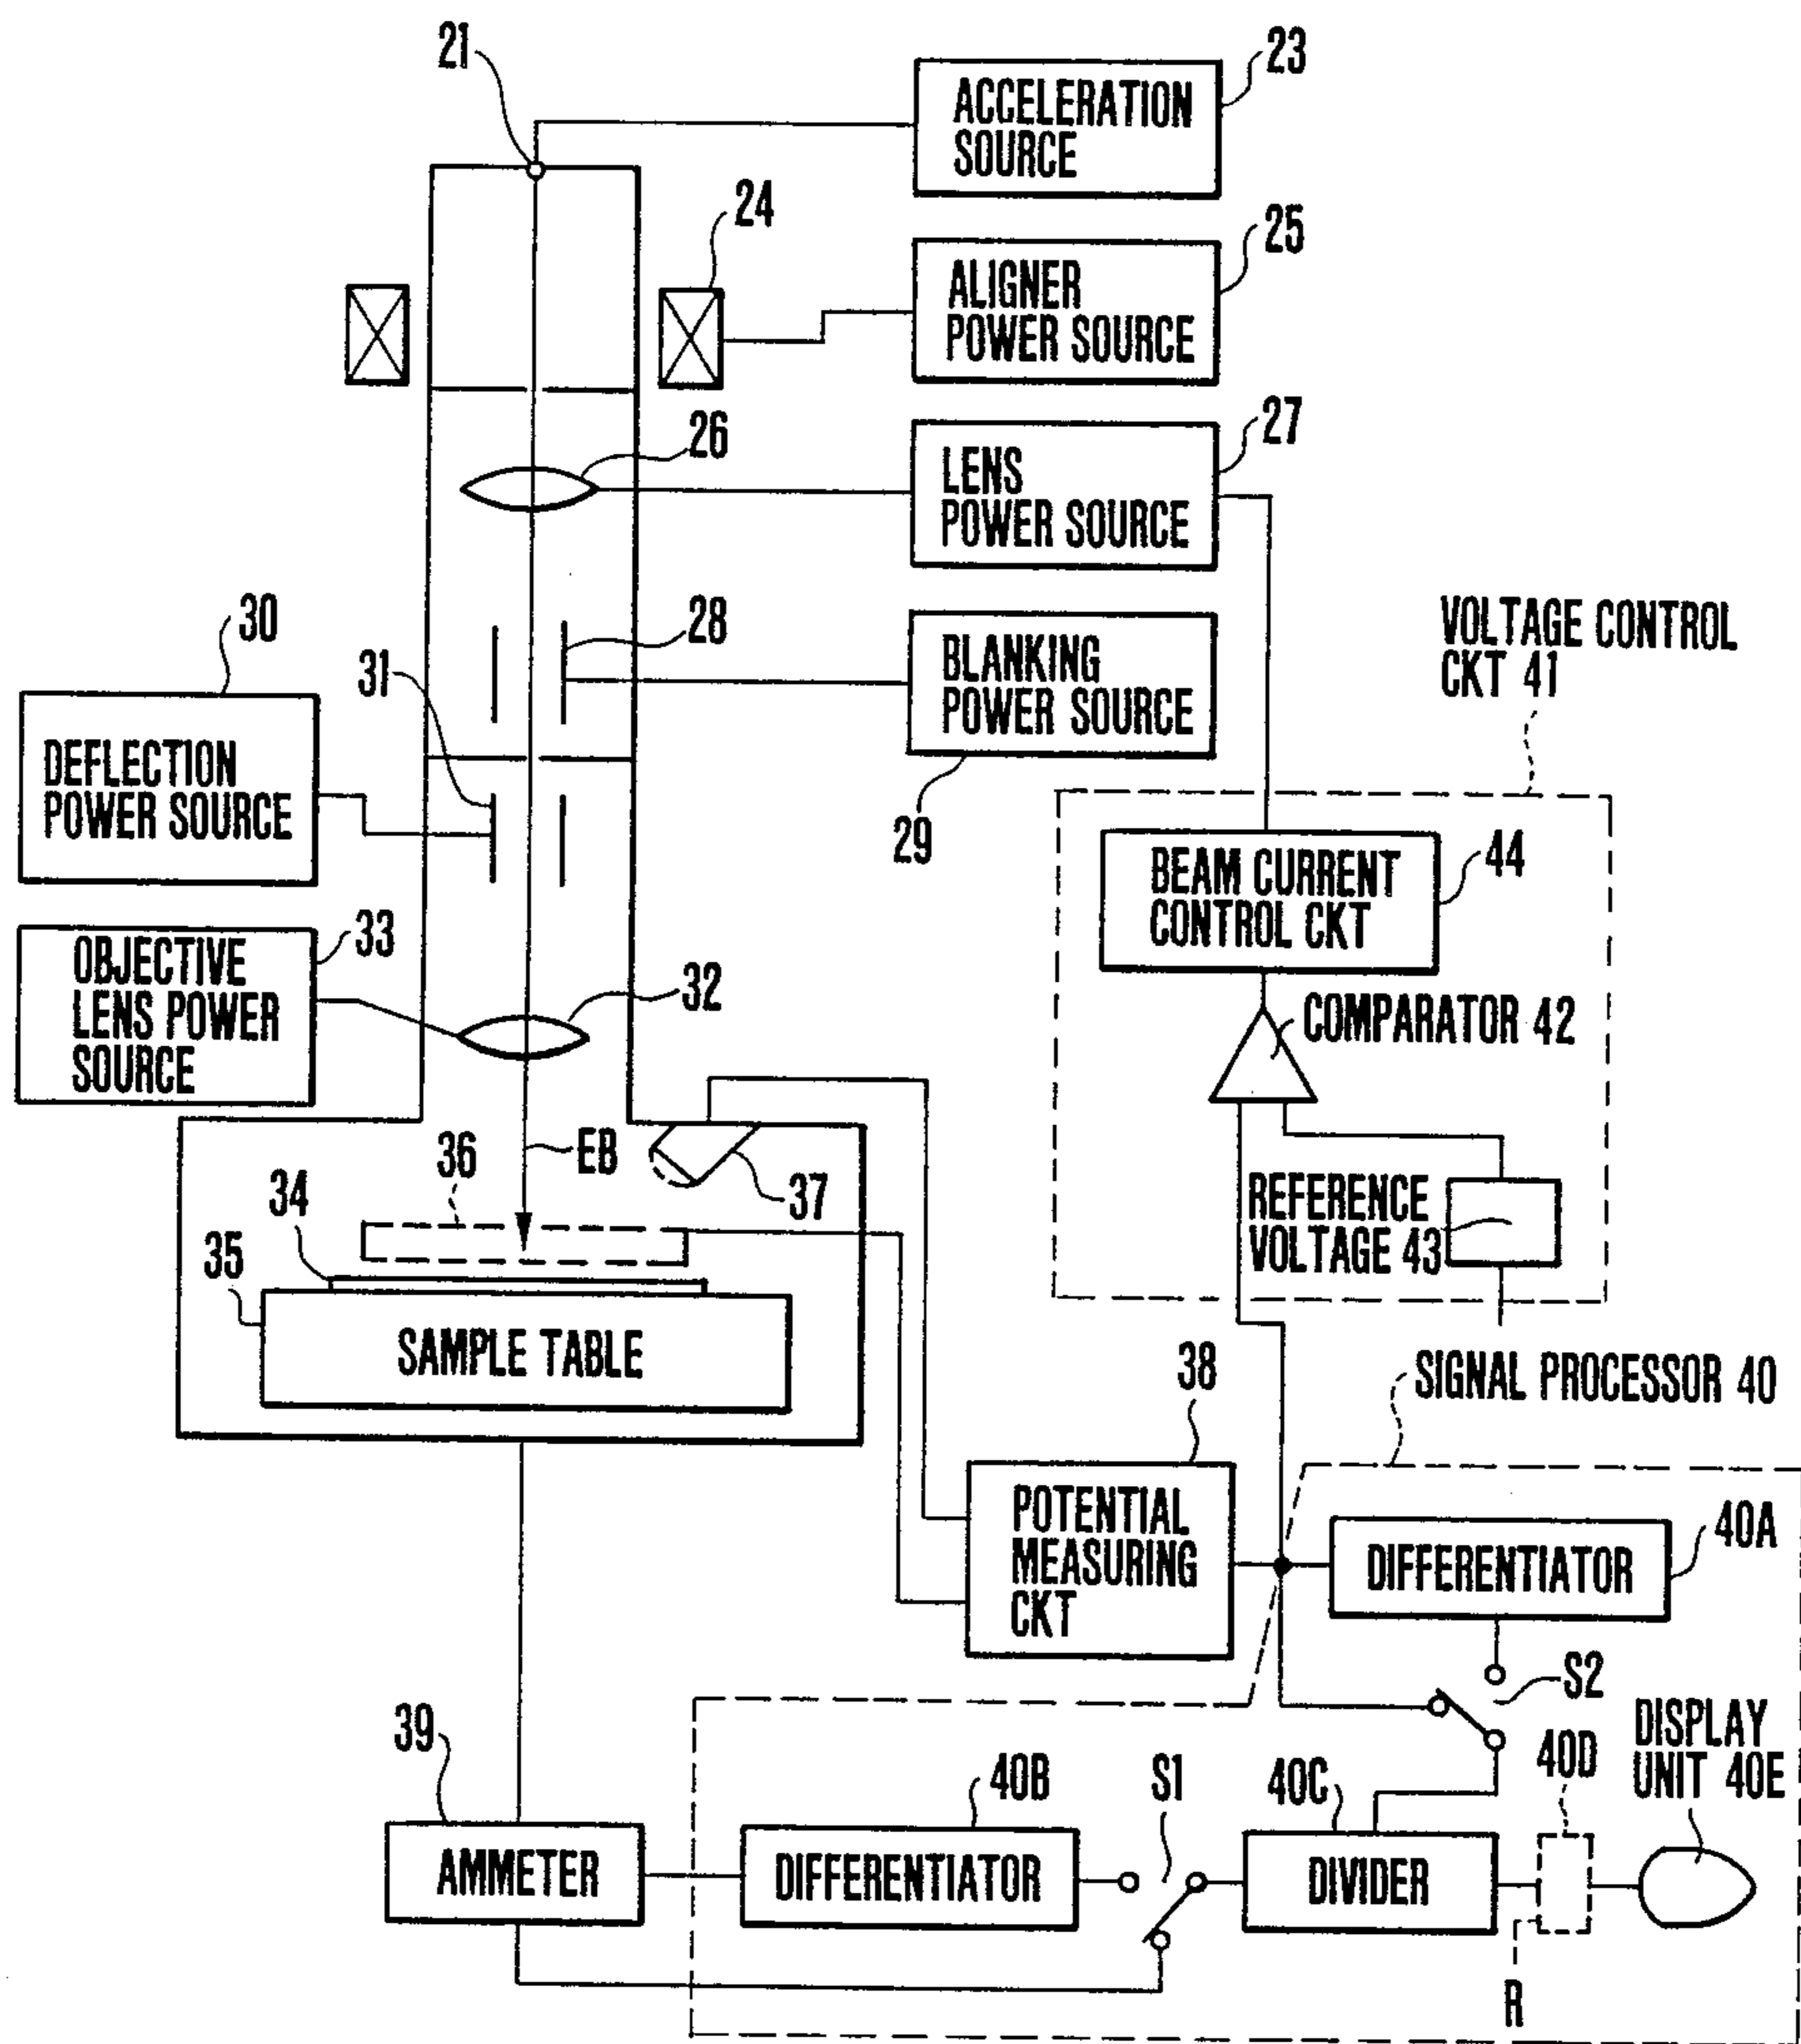 21
ACCELERATION
SOURCE
23
24
ALIGNER
POWER SOURCE
25
26
LENS
POWER SOURCE
27
28
BLANKING
POWER SOURCE
29
30
DEFLECTION
POWER SOURCE
31
OBJECTIVE
LENS POWER
SOURCE
33
32
VOLTAGE CONTROL
CKT 41
BEAM CURRENT
CONTROL CKT
44
COMPARATOR 42
REFERENCE
VOLTAGE 43
EB
36
37
34
35
SAMPLE TABLE
38
POTENTIAL
MEASURING
CKT
SIGNAL PROCESSOR 40
DIFFERENTIATOR
40A
S2
39
AMMETER
40B
DIFFERENTIATOR
S1
40C
DIVIDER
40D
DISPLAY
UNIT 40E
R